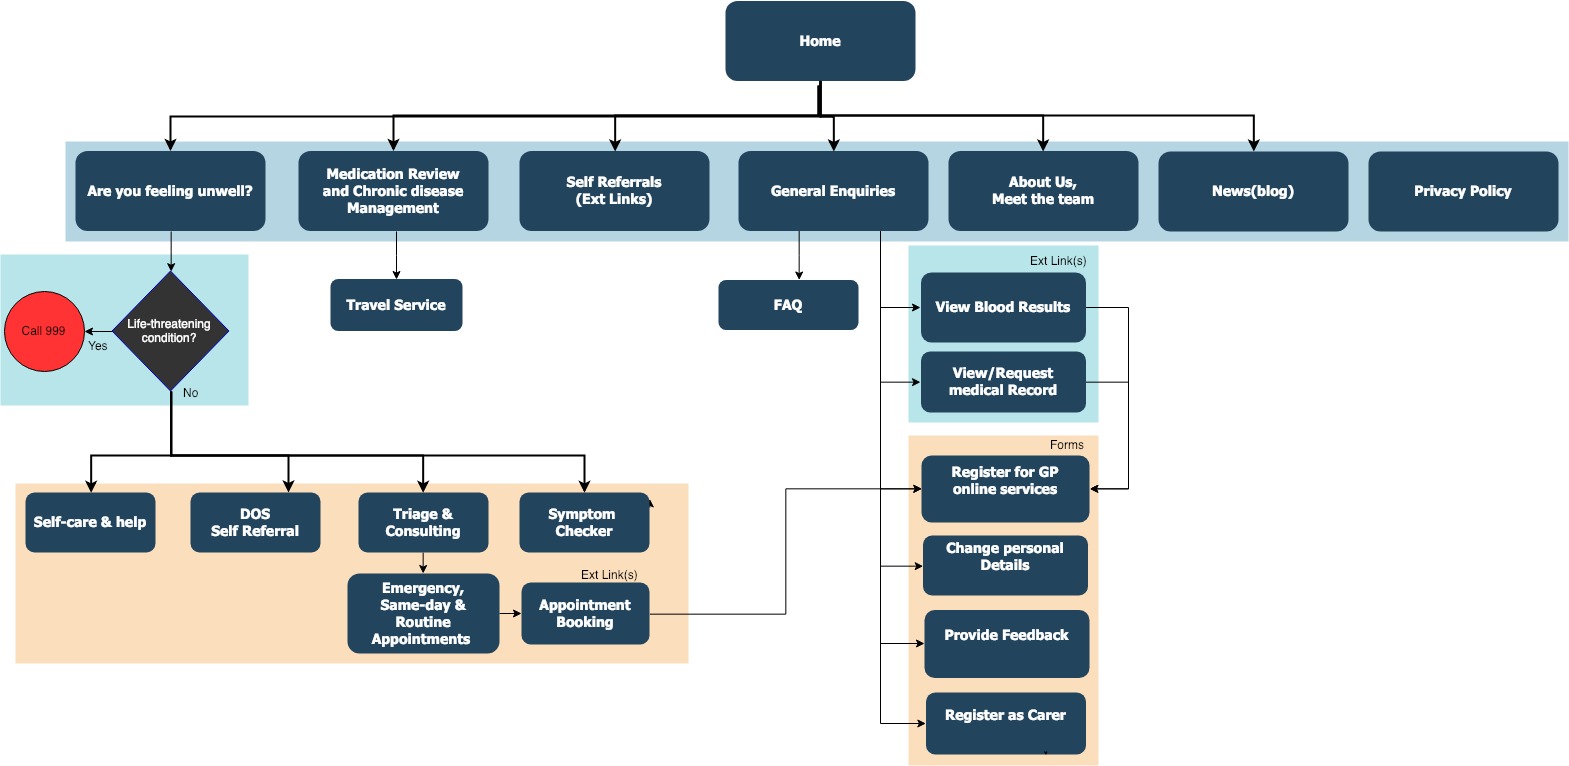 Home
Are you feeling unwell?
Medication Review
and Chronic disease
Management
Self Referrals
(Ext Links)
General Enquiries
About Us,
Meet the team
News(blog)
Privacy Policy
Travel Service
FAQ
Call 999
Yes
Life-threatening
condition?
No
Ext Link(s)
View Blood Results
View/Request
medical Record
Forms
Register for GP
online services
Change personal
Details
Provide Feedback
Register as Carer
Self-care & help
DOS
Self Referral
Triage &
Consulting
Symptom
Checker
Emergency,
Same-day &
Routine
Appointments
Ext Link(s)
Appointment
Booking